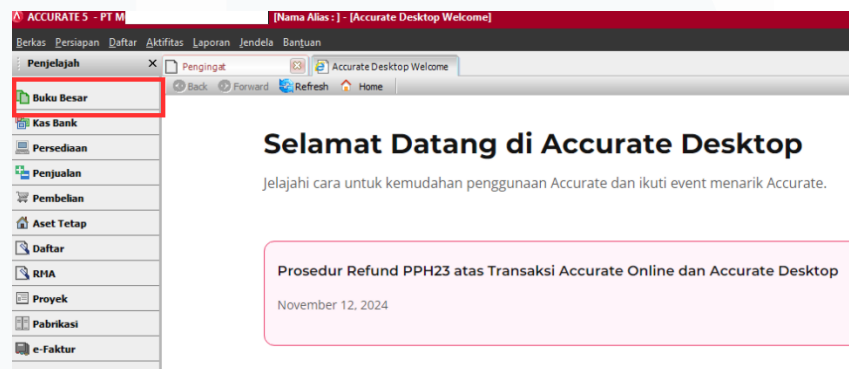 ACCURATE 5 - PT M [Nama Alias : ] - [Accurate Desktop Welcome]
Berkas Persiapan Daftar Aktifitas Laporan Jendela Bantuan
Penjelajah X Pengingat Accurate Desktop Welcome
Back Forward Refresh Home
Buku Besar
Kas Bank
Persediaan
Penjualan
Pembelian
Aset Tetap
Daftar
RMA
Proyek
Pabrikasi
e-Faktur
Selamat Datang di Accurate Desktop
Jelajahi cara untuk kemudahan penggunaan Accurate dan ikuti event menarik Accurate.
Prosedur Refund PPH23 atas Transaksi Accurate Online dan Accurate Desktop
November 12, 2024